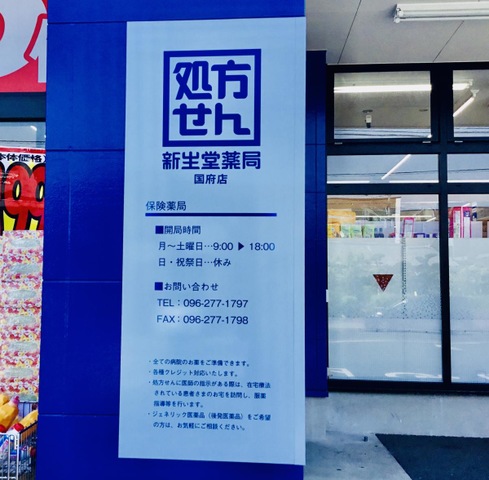 処方
せん
新生堂薬局
国府店
保険薬局
■開局時間
月～土曜日…9:00 ▶ 18:00
日・祝祭日…休み
■お問い合わせ
TEL：096-277-1797
FAX：096-277-1798
・全ての病院のお薬をご準備できます。
・各種クレジット対応いたします。
・処方せんに医師の指示がある際は、在宅療法
されている患者さまのお宅を訪問し、服薬
指導等を行います。
・ジェネリック医薬品（後発医薬品）をご希望
の方は、お気軽にご相談ください。
本体価格